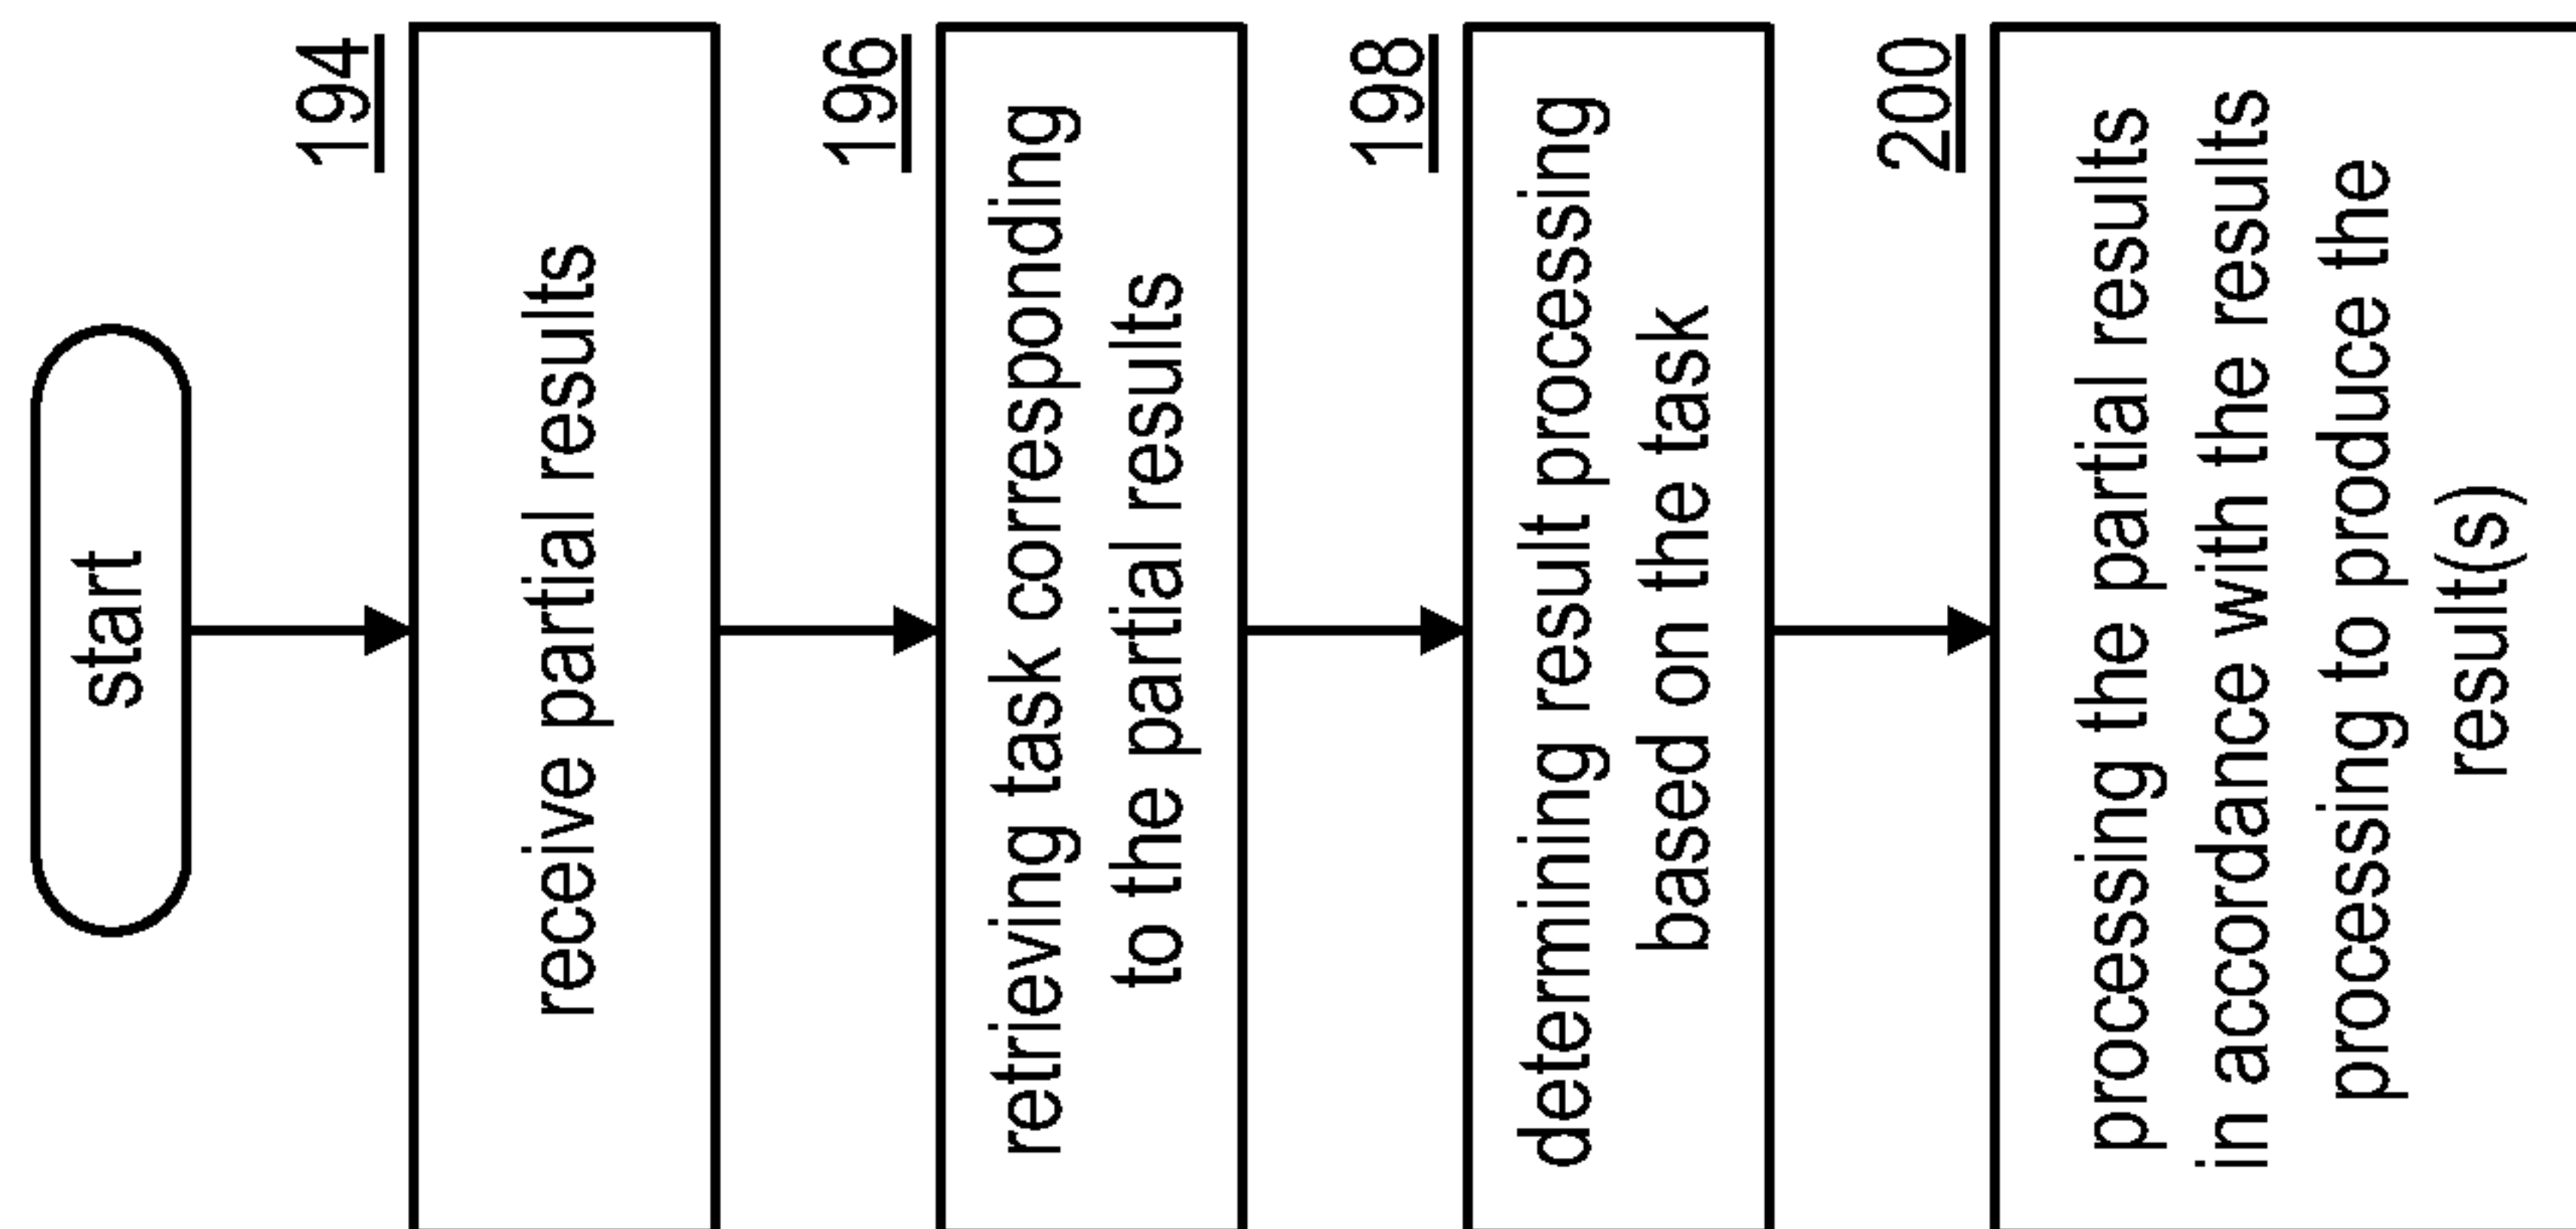 start
194
receive partial results
196
retrieving task corresponding
to the partial results
198
determining result processing
based on the task
200
processing the partial results
in accordance with the results
processing to produce the
result(s)